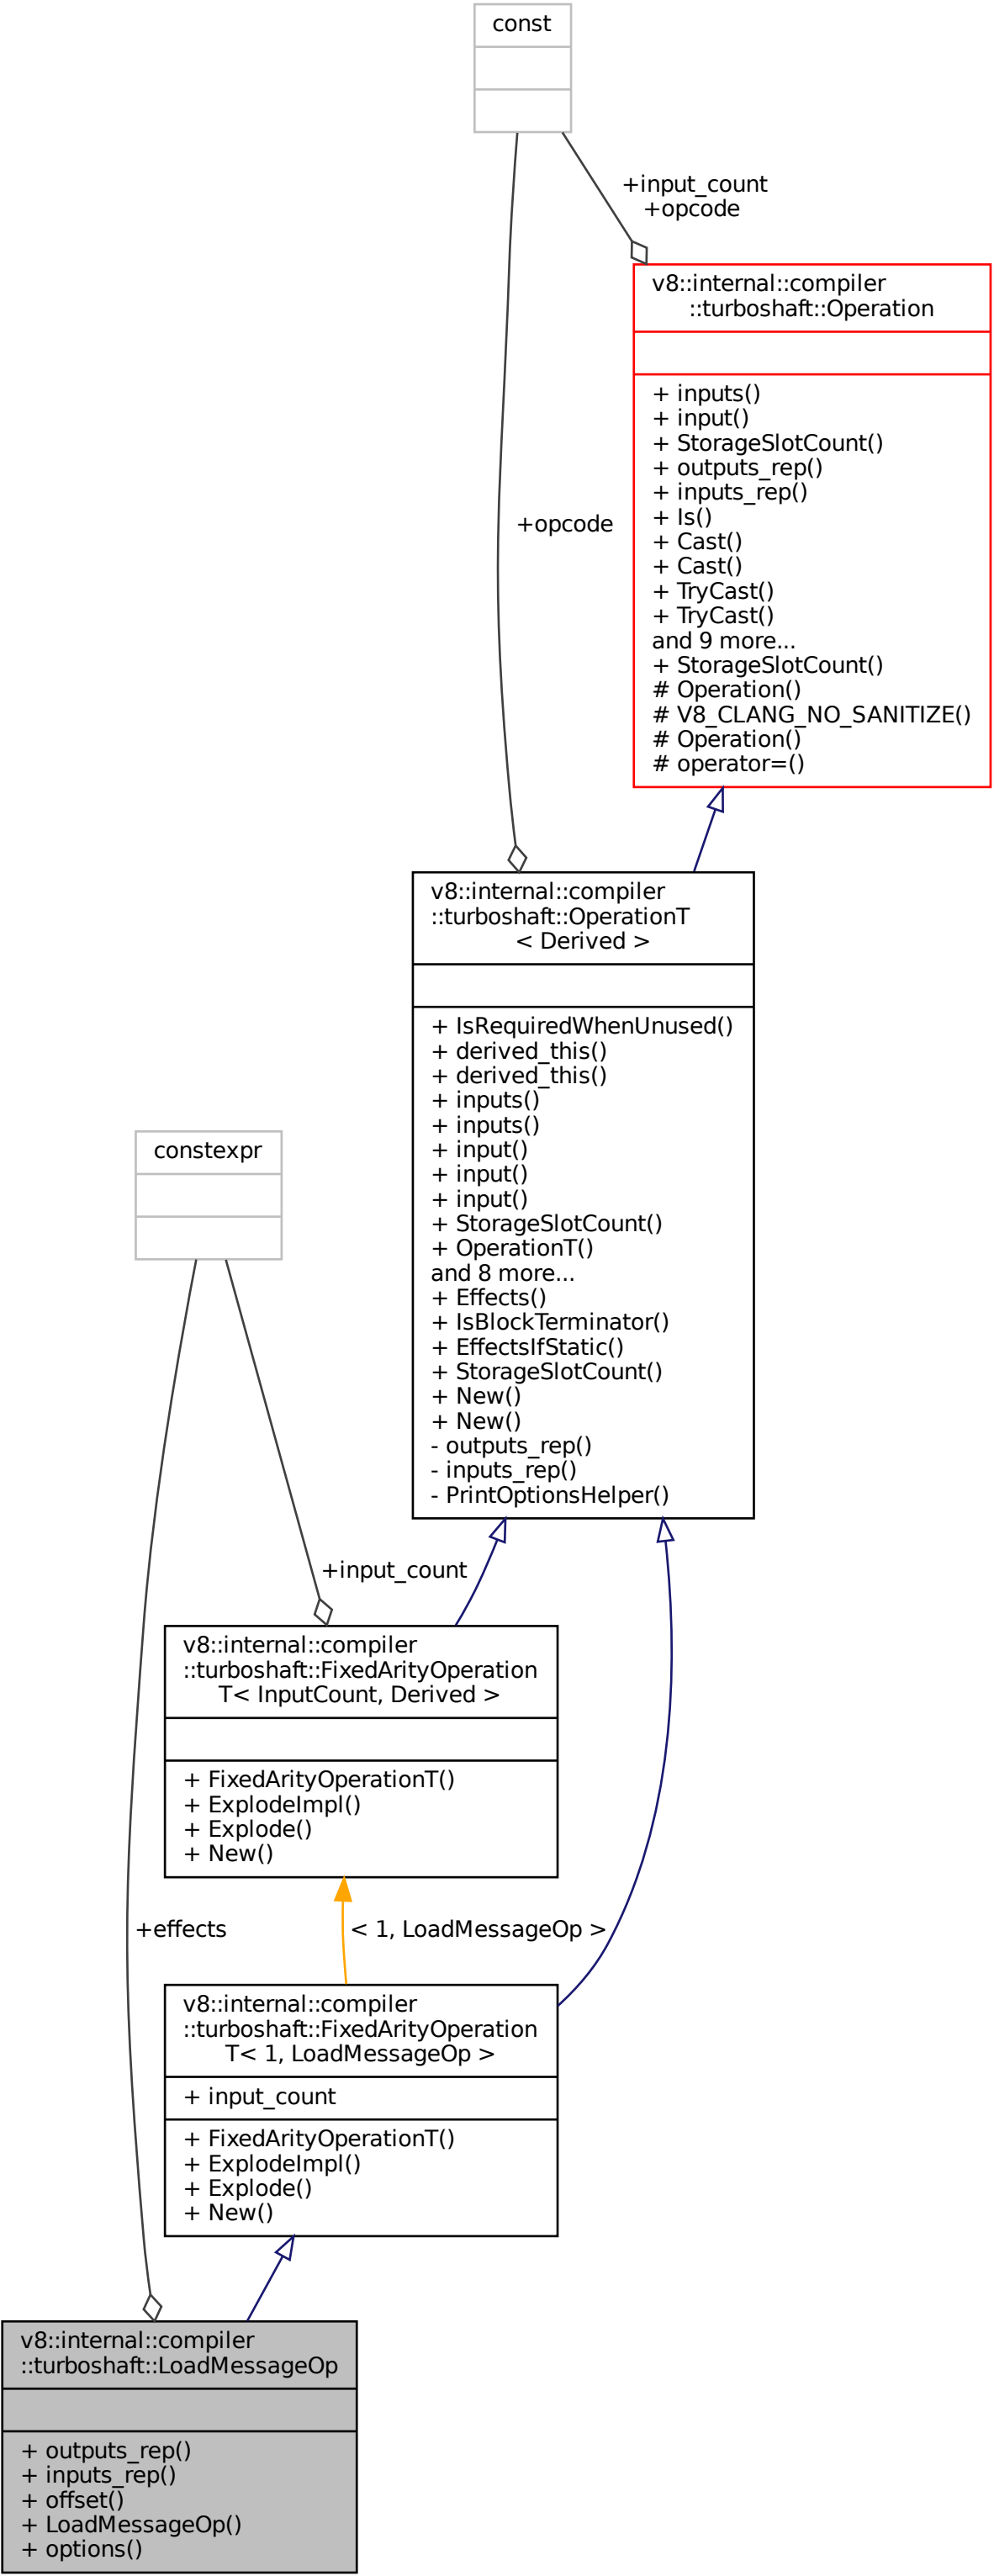 const
+input_count
+opcode
v8::internal::compiler
::turboshaft::Operation
+ inputs()
+ input()
+ StorageSlotCount()
+ outputs_rep()
+ inputs_rep()
+ Is()
+ Cast()
+ Cast()
+ TryCast()
+ TryCast()
and 9 more...
+ StorageSlotCount()
# Operation()
# V8_CLANG_NO_SANITIZE()
# Operation()
# operator=()
+opcode
v8::internal::compiler
::turboshaft::OperationT
< Derived >
+ IsRequiredWhenUnused()
+ derived_this()
+ derived_this()
+ inputs()
+ inputs()
+ input()
+ input()
+ input()
+ StorageSlotCount()
+ OperationT()
and 8 more...
+ Effects()
+ IsBlockTerminator()
+ EffectsIfStatic()
+ StorageSlotCount()
+ New()
+ New()
- outputs_rep()
- inputs_rep()
- PrintOptionsHelper()
constexpr
+input_count
v8::internal::compiler
::turboshaft::FixedArityOperation
T< InputCount, Derived >
+ FixedArityOperationT()
+ ExplodeImpl()
+ Explode()
+ New()
+effects
< 1, LoadMessageOp >
v8::internal::compiler
::turboshaft::FixedArityOperation
T< 1, LoadMessageOp >
+ input_count
+ FixedArityOperationT()
+ ExplodeImpl()
+ Explode()
+ New()
v8::internal::compiler
::turboshaft::LoadMessageOp
+ outputs_rep()
+ inputs_rep()
+ offset()
+ LoadMessageOp()
+ options()